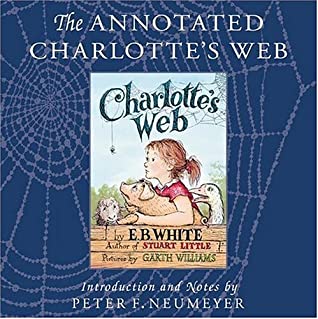 The ANNOTATED
CHARLOTTE'S WEB
Charlotte's
Web
by E.B. WHITE
Author of STUART LITTLE
Pictures by GARTH WILLIAMS
Introduction and Notes by
PETER F. NEUMEYER